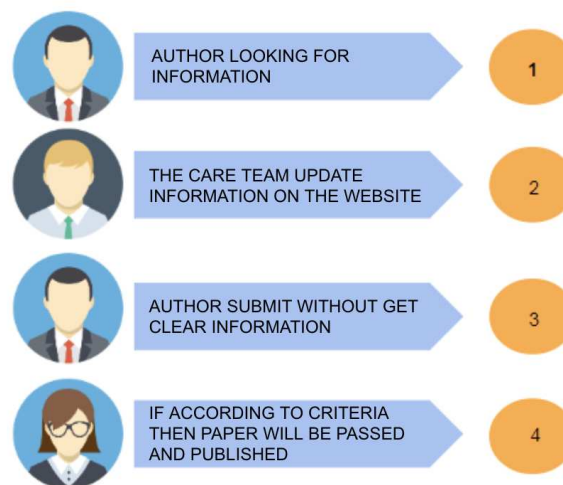 AUTHOR LOOKING FOR
INFORMATION
1
THE CARE TEAM UPDATE
INFORMATION ON THE WEBSITE
2
AUTHOR SUBMIT WITHOUT GET
CLEAR INFORMATION
3
IF ACCORDING TO CRITERIA
THEN PAPER WILL BE PASSED
AND PUBLISHED
4